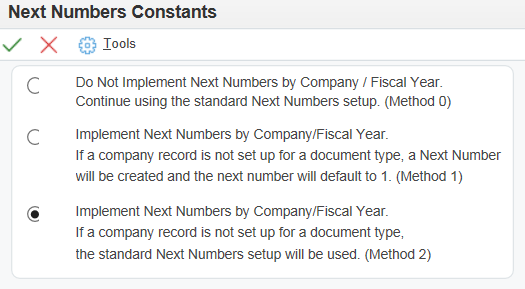 Next Numbers Constants
Tools
Do Not Implement Next Numbers by Company / Fiscal Year.
Continue using the standard Next Numbers setup. (Method 0)
Implement Next Numbers by Company/Fiscal Year.
If a company record is not set up for a document type, a Next Number
will be created and the next number will default to 1. (Method 1)
Implement Next Numbers by Company/Fiscal Year.
If a company record is not set up for a document type,
the standard Next Numbers setup will be used. (Method 2)